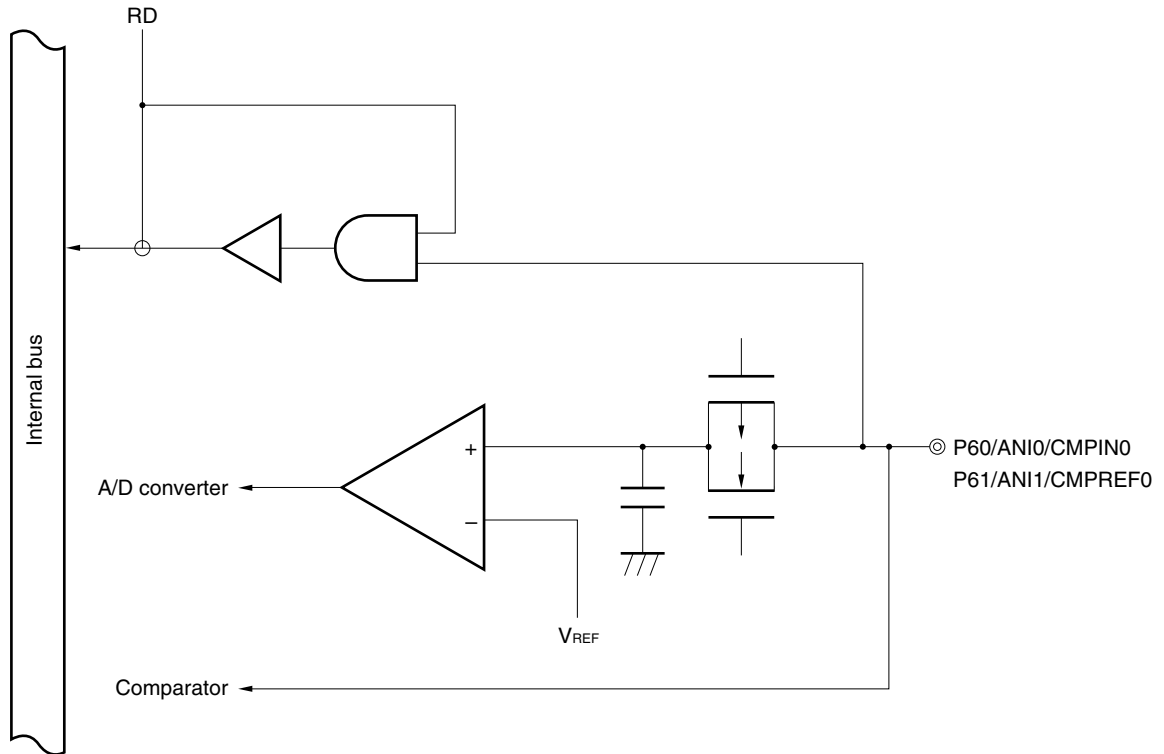 RD
Internal bus
+
−
A/D converter
P60/ANI0/CMPIN0
P61/ANI1/CMPREF0
VREF
Comparator